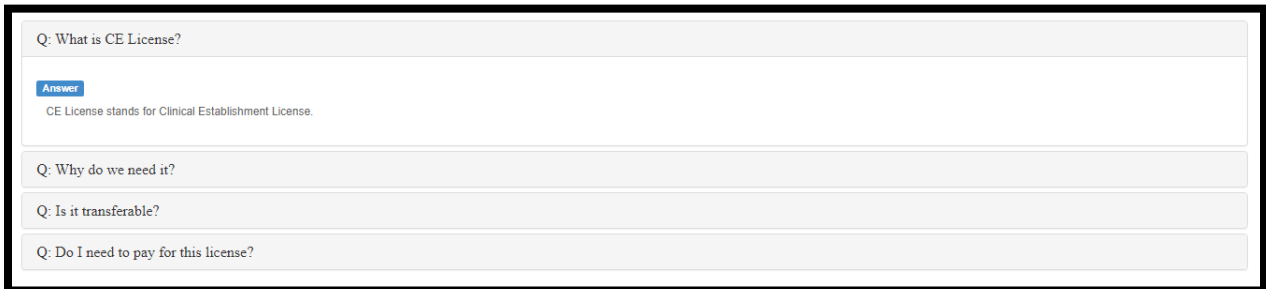 Q: What is CE License?
Answer
CE License stands for Clinical Establishment License.
Q: Why do we need it?
Q: Is it transferable?
Q: Do I need to pay for this license?